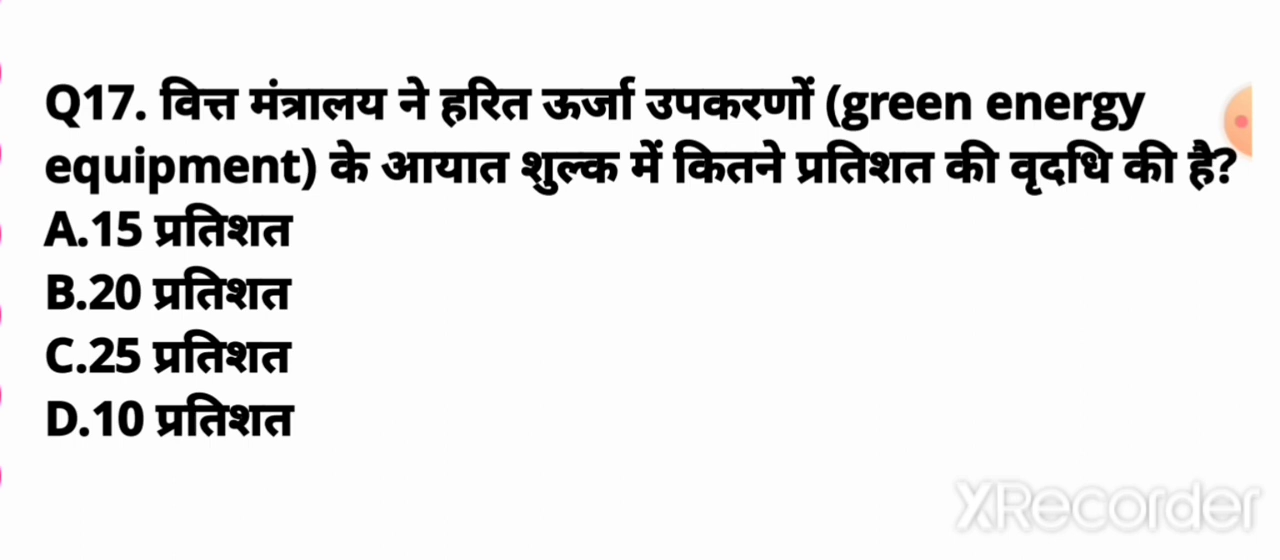 Q17. वित्त मंत्रालय ने हरित ऊर्जा उपकरणों (green energy
equipment) के आयात शुल्क में कितने प्रतिशत की वृदधि की है?
A.15 प्रतिशत
B.20 प्रतिशत
C.25 प्रतिशत
D.10 प्रतिशत
XRecorder